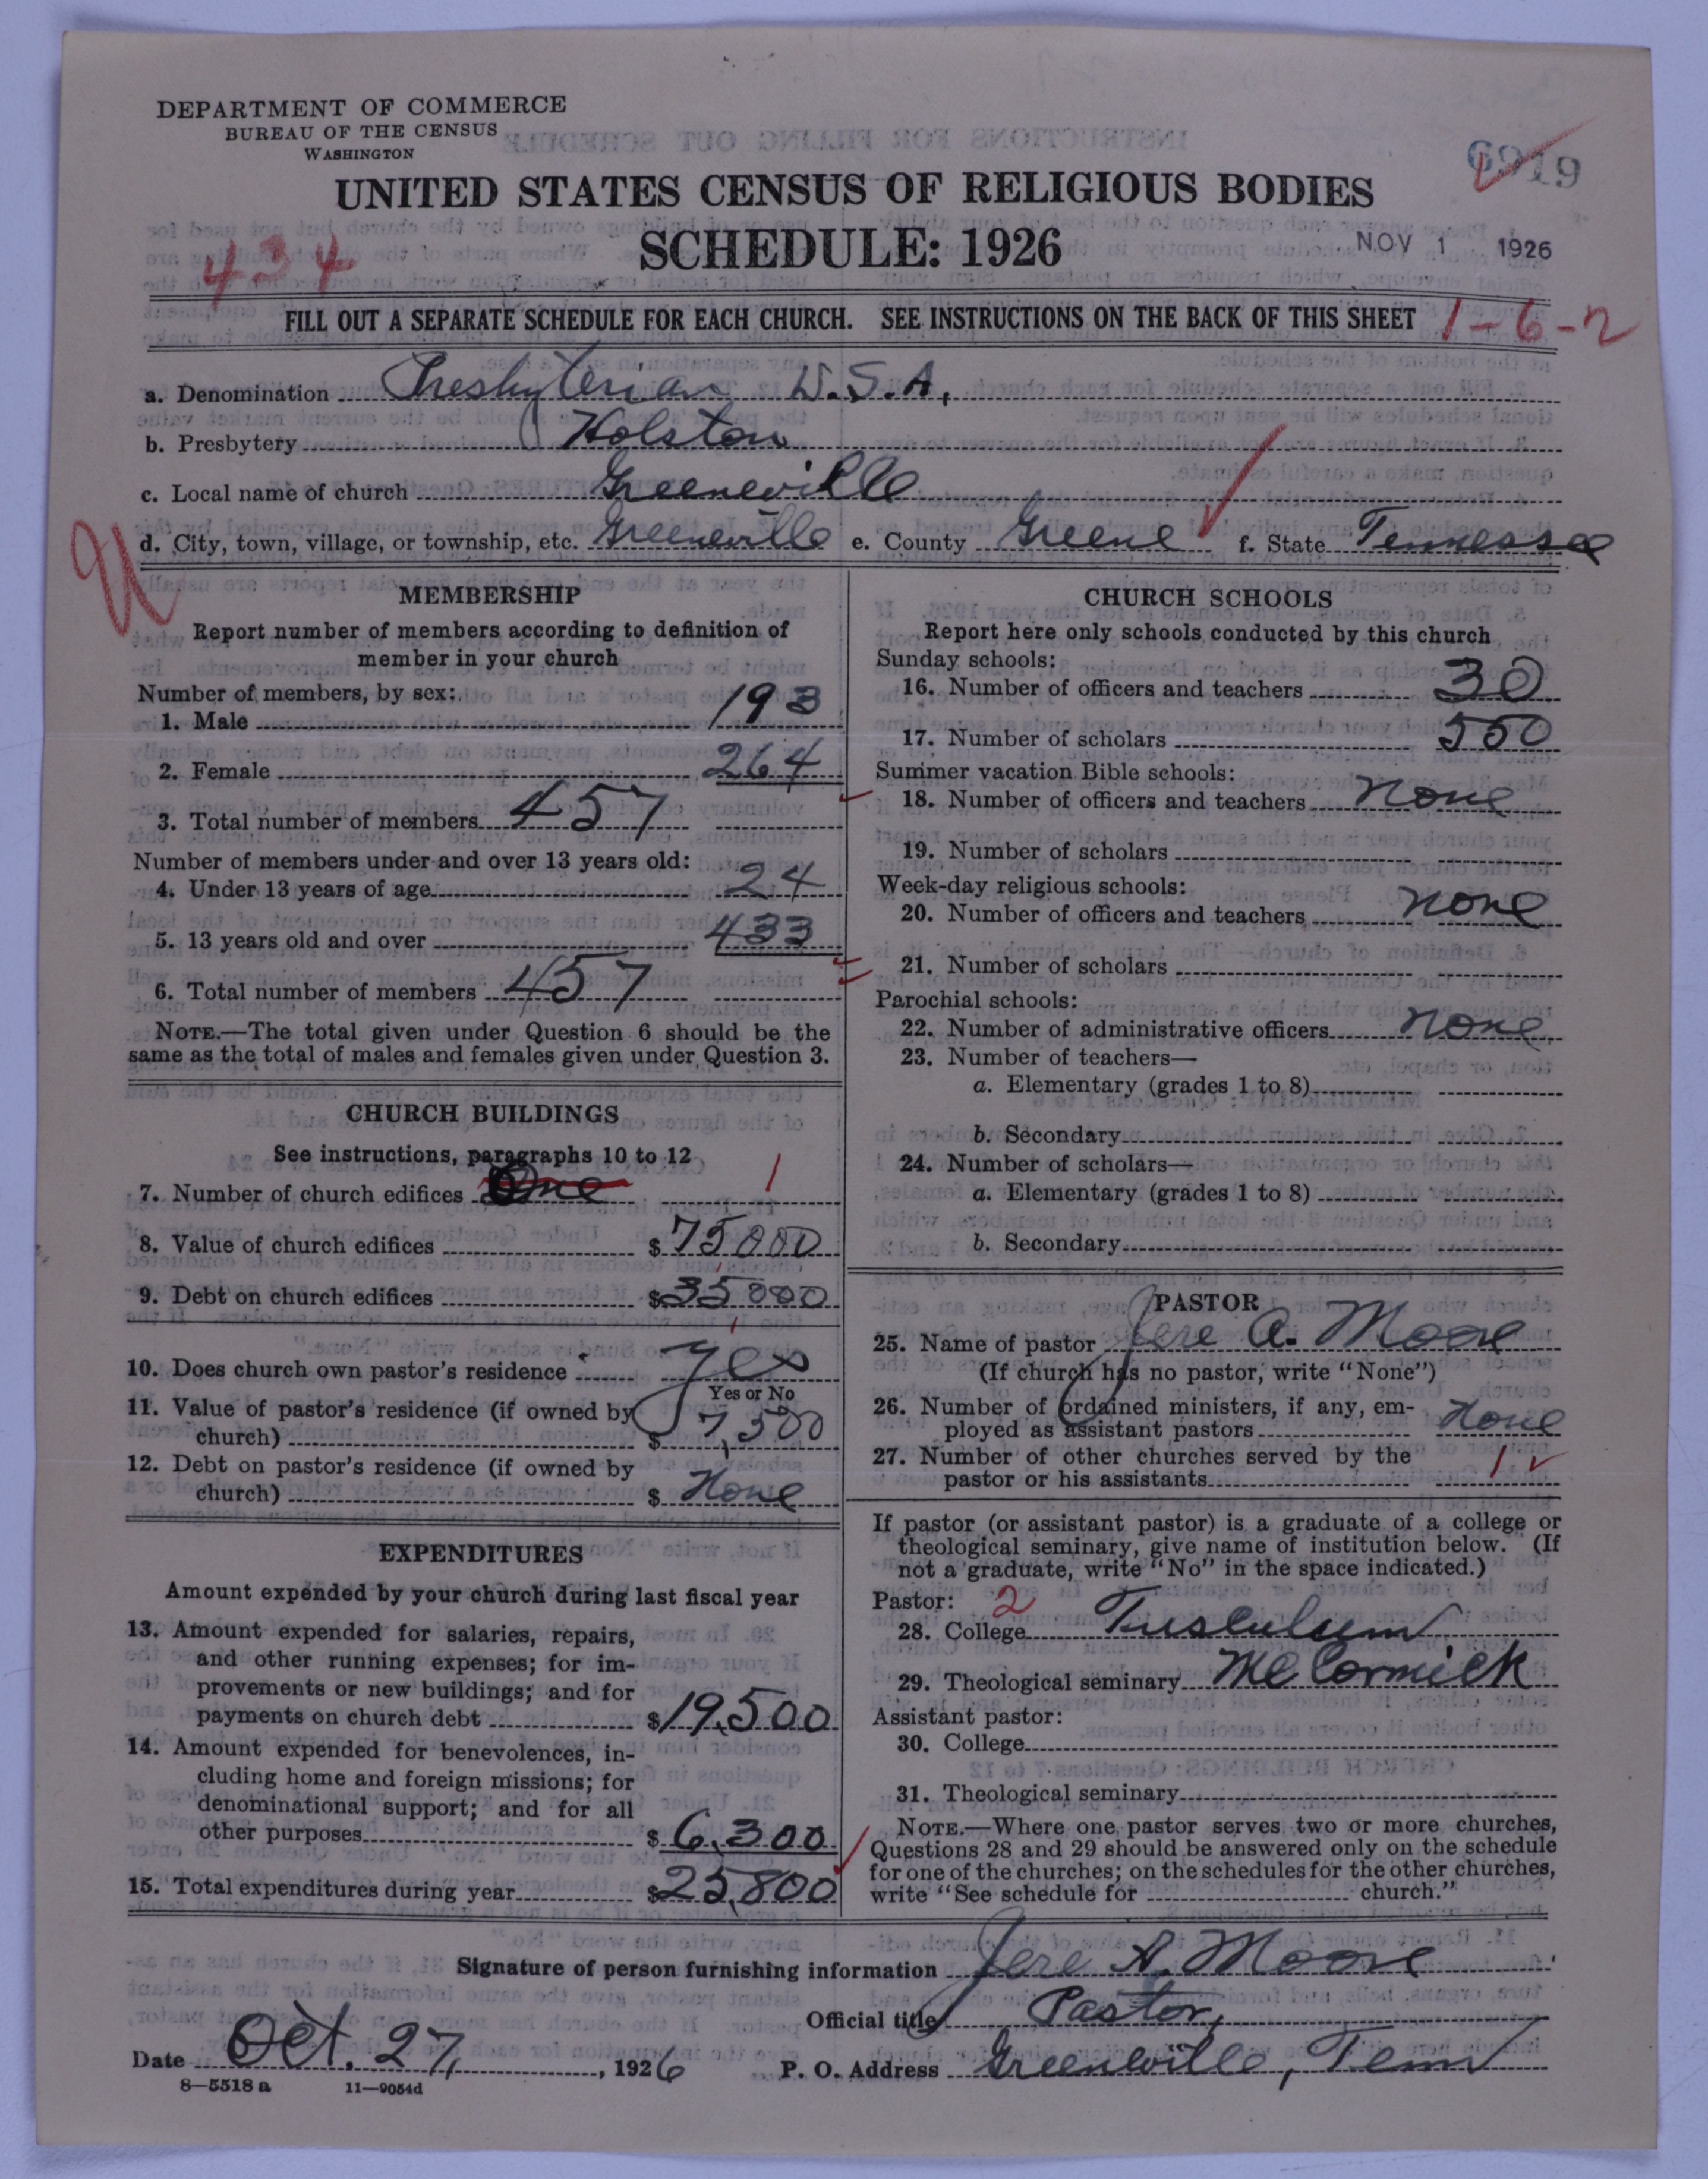 DEPARTMENT OF COMMERCE
BUREAU OF THE CENSUS
WASHINGTON
6919
UNITED STATES CENSUS OF RELIGIOUS BODIES
SCHEDULE: 1926
NOV 1 1926
434
FILL OUT A SEPARATE SCHEDULE FOR EACH CHURCH. SEE INSTRUCTIONS ON THE BACK OF THIS SHEET
1-6-2
a. Denomination Presbyterian U.S.A.
b. Presbytery Holston
c. Local name of church Greeneville
d. City, town, village, or township, etc. Greeneville e. County Greene f. State Tennessee
MEMBERSHIP
Report number of members according to definition of
member in your church
Number of members, by sex:
1. Male 193
2. Female 264
3. Total number of members 457
Number of members under and over 13 years old:
4. Under 13 years of age 24
5. 13 years old and over 433
6. Total number of members 457
NOTE.—The total given under Question 6 should be the
same as the total of males and females given under Question 3.
CHURCH BUILDINGS
See instructions, paragraphs 10 to 12
7. Number of church edifices One 1
8. Value of church edifices $75000
9. Debt on church edifices $35000
10. Does church own pastor's residence Yes
Yes or No
11. Value of pastor's residence (if owned by
church) $7,500
12. Debt on pastor's residence (if owned by
church) $None
EXPENDITURES
Amount expended by your church during last fiscal year
13. Amount expended for salaries, repairs,
and other running expenses; for im-
provements or new buildings; and for
payments on church debt $19,500
14. Amount expended for benevolences, in-
cluding home and foreign missions; for
denominational support; and for all
other purposes $6,300
15. Total expenditures during year $25,800
CHURCH SCHOOLS
Report here only schools conducted by this church
Sunday schools:
16. Number of officers and teachers 30
17. Number of scholars 550
Summer vacation Bible schools:
18. Number of officers and teachers None
19. Number of scholars
Week-day religious schools:
20. Number of officers and teachers None
21. Number of scholars
Parochial schools:
22. Number of administrative officers None
23. Number of teachers—
a. Elementary (grades 1 to 8)
b. Secondary
24. Number of scholars—
a. Elementary (grades 1 to 8)
b. Secondary
PASTOR
25. Name of pastor Jere A. Moore
(If church has no pastor, write "None")
26. Number of ordained ministers, if any, em-
ployed as assistant pastors None
27. Number of other churches served by the
pastor or his assistants 1
If pastor (or assistant pastor) is a graduate of a college or
theological seminary, give name of institution below. (If
not a graduate, write "No" in the space indicated.)
Pastor: 2
28. College Tusculum
29. Theological seminary McCormick
Assistant pastor:
30. College
31. Theological seminary
NOTE.—Where one pastor serves two or more churches,
Questions 28 and 29 should be answered only on the schedule
for one of the churches; on the schedules for the other churches,
write "See schedule for church."
Signature of person furnishing information Jere A. Moore
Official title Pastor,
Date Oct. 27, 1926 P. O. Address Greeneville, Tenn
8—5518 a 11—9054d